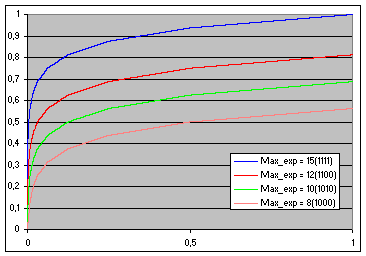 1
0,9
0,8
0,7
0,6
0,5
0,4
0,3
0,2
0,1
0
Max_exp = 15(1111)
Max_exp = 12(1100)
Max_exp = 10(1010)
Max_exp = 8(1000)
0 0,5 1